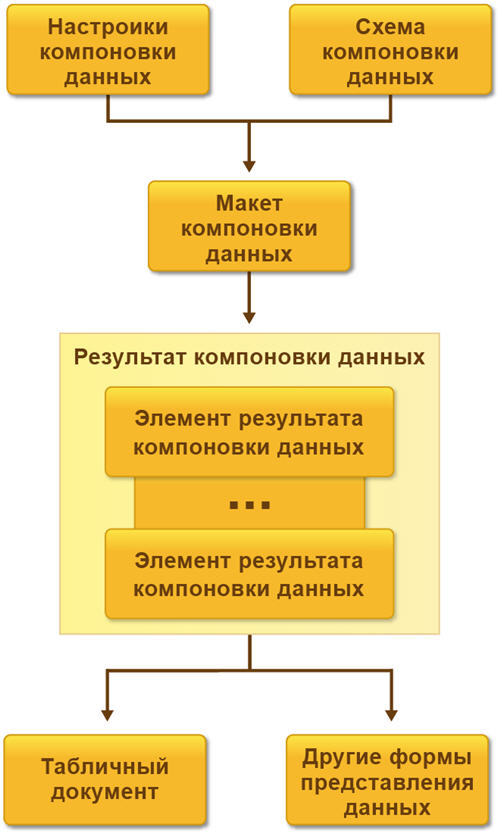 Настроики
компоновки
данных
Схема
компоновки
данных
Макет
компоновки
данных
Результат компоновки данных
Элемент результата
компоновки данных
...
Элемент результата
компоновки данных
Табличный
документ
Другие формы
представления
данных